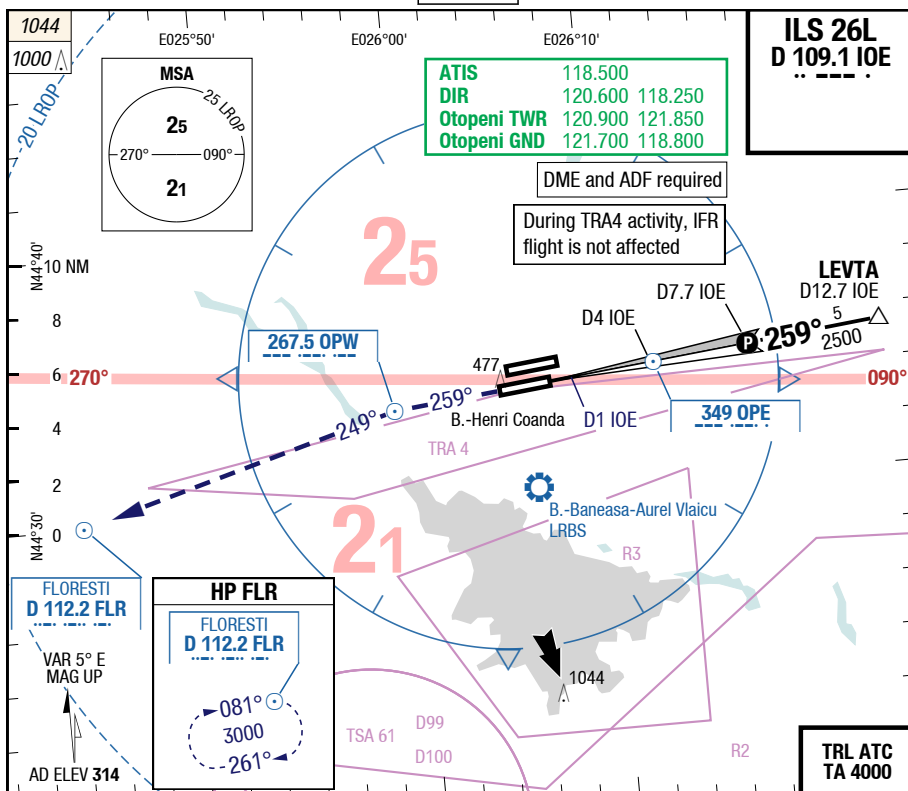 1044
1000
E025°50'
E026°00'
E026°10'
ILS 26L
D 109.1 IOE
20 LROP
MSA
25 LROP
25
270°
090°
21
ATIS 118.500
DIR 120.600 118.250
Otopeni TWR 120.900 121.850
Otopeni GND 121.700 118.800
DME and ADF required
During TRA4 activity, IFR
flight is not affected
25
N44°40'
10 NM
LEVTA
D12.7 IOE
D7.7 IOE
D4 IOE
5
P
259°
2500
8
267.5 OPW
477
6
270°
090°
259°
249°
B.-Henri Coanda
D1 IOE
349 OPE
4
TRA 4
2
B.-Baneasa-Aurel Vlaicu
LRBS
N44°30'
0
21
R3
FLORESTI
D 112.2 FLR
HP FLR
FLORESTI
D 112.2 FLR
081°
3000
261°
VAR 5° E
MAG UP
AD ELEV 314
1044
TSA 61
D99
D100
R2
TRL ATC
TA 4000